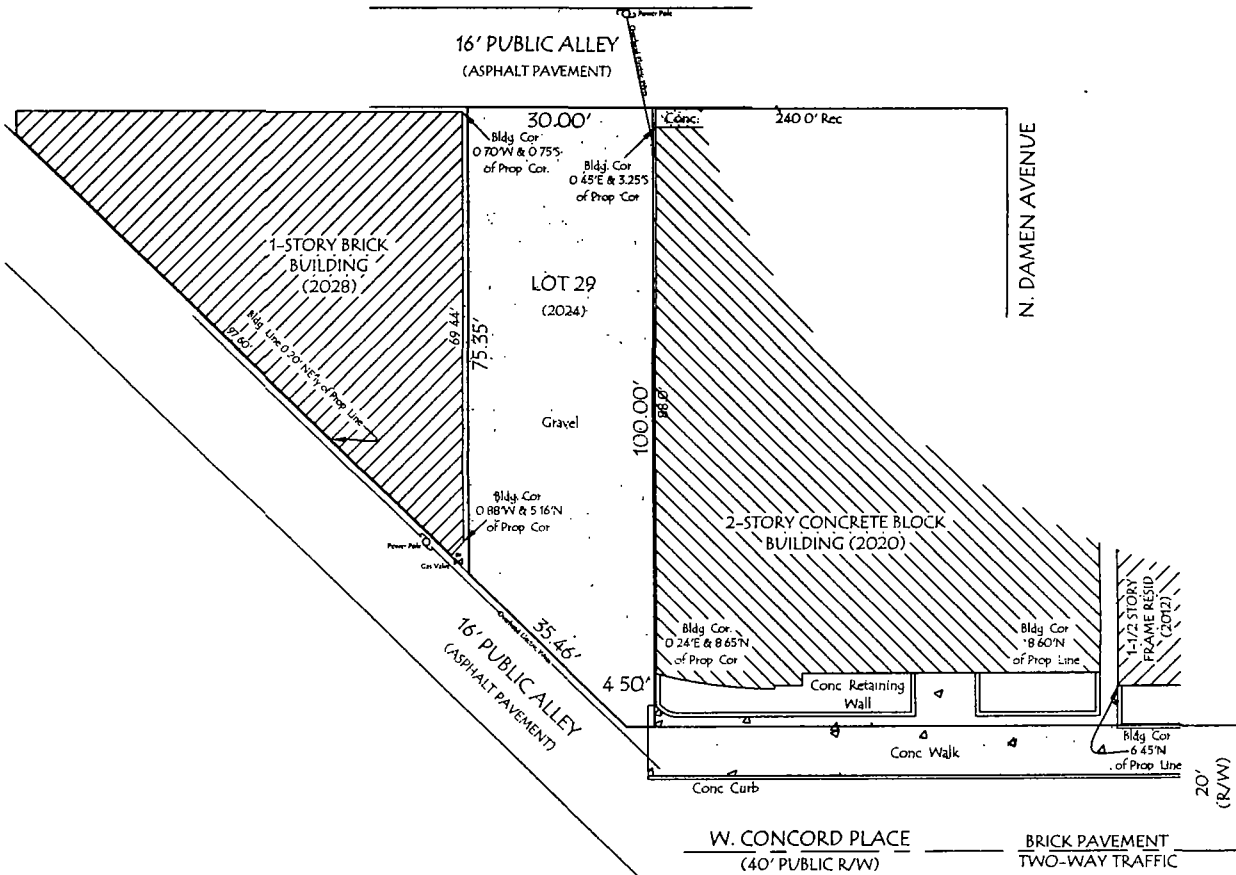 Power Pole
16' PUBLIC ALLEY
(ASPHALT PAVEMENT)
30.00'
Conc.
240 0' Rec
Bldg Cor
0 70'W & 0 75'S
of Prop Cor.
Bldg. Cor
0 45'E & 3.25'S
of Prop Cor
N. DAMEN AVENUE
1-STORY BRICK
BUILDING
(2028)
LOT 29
(2024)
69 44'
75.35'
Bldg Line 0 20' NE'ly of Prop Line
97 60'
Gravel
100.00'
88.0'
Bldg. Cor
0 88'W & 5 16'N
of Prop Cor
2-STORY CONCRETE BLOCK
BUILDING (2020)
Power Pole
Gas Valve
1-1/2 STORY
FRAME RESID
(2012)
16' PUBLIC ALLEY
(ASPHALT PAVEMENT)
35.46'
Bldg Cor
0 24'E & 8 65'N
of Prop Cor
Bldg Cor
8 60'N
of Prop Line
4 50'
Conc Retaining
Wall
Conc Walk
Bldg Cor
6 45'N
of Prop Line
Conc Curb
20'
(R/W)
W. CONCORD PLACE
(40' PUBLIC R/W)
BRICK PAVEMENT
TWO-WAY TRAFFIC